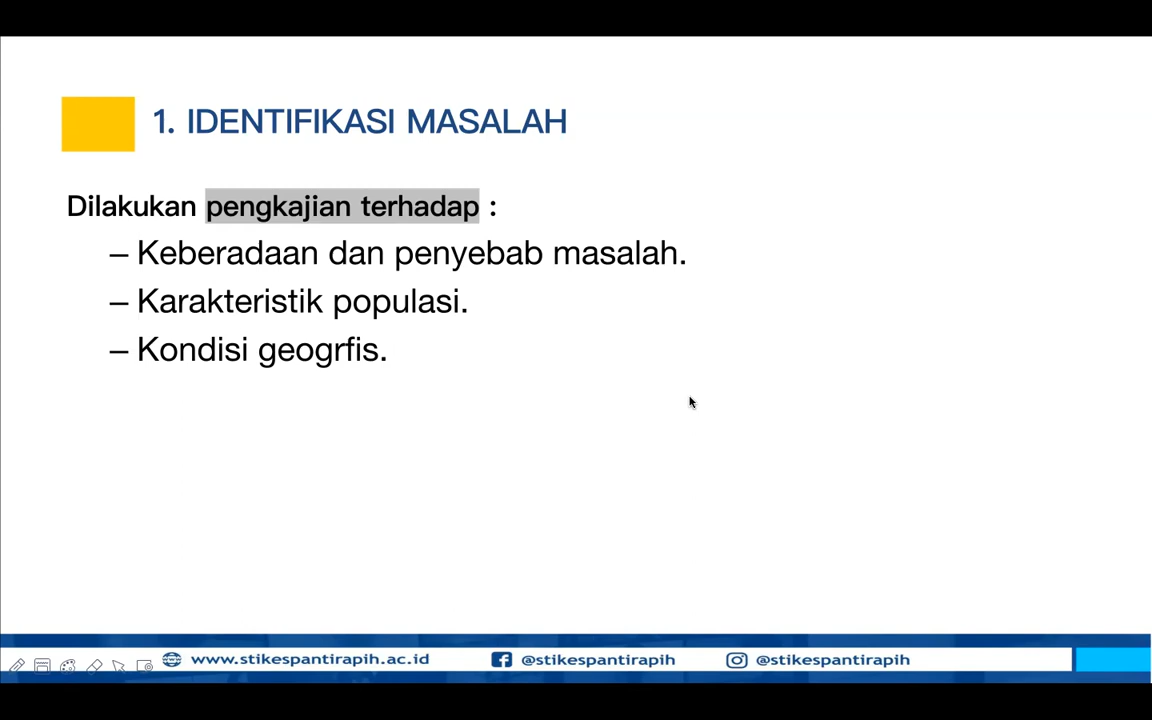 1. IDENTIFIKASI MASALAH
Dilakukan pengkajian terhadap :
– Keberadaan dan penyebab masalah.
– Karakteristik populasi.
– Kondisi geogrfis.
www.stikespantirapih.ac.id @stikespantirapih @stikespantirapih